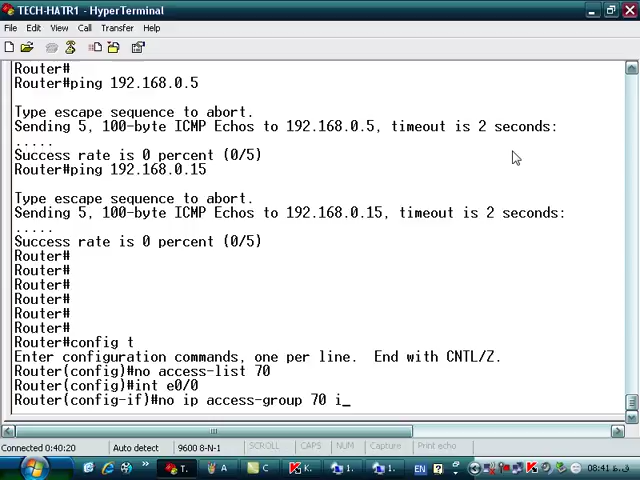 TECH-HATR1 - HyperTerminal
File Edit View Call Transfer Help
Router#
Router#ping 192.168.0.5
Type escape sequence to abort.
Sending 5, 100-byte ICMP Echos to 192.168.0.5, timeout is 2 seconds:
.....
Success rate is 0 percent (0/5)
Router#ping 192.168.0.15
Type escape sequence to abort.
Sending 5, 100-byte ICMP Echos to 192.168.0.15, timeout is 2 seconds:
.....
Success rate is 0 percent (0/5)
Router#
Router#
Router#
Router#
Router#
Router#
Router#config t
Enter configuration commands, one per line.  End with CNTL/Z.
Router(config)#no access-list 70
Router(config)#int e0/0
Router(config-if)#no ip access-group 70 i_
Connected 0:40:20 Auto detect 9600 8-N-1 SCROLL CAPS NUM Capture Print echo
T. A C K. 1. 1. EN 08:41